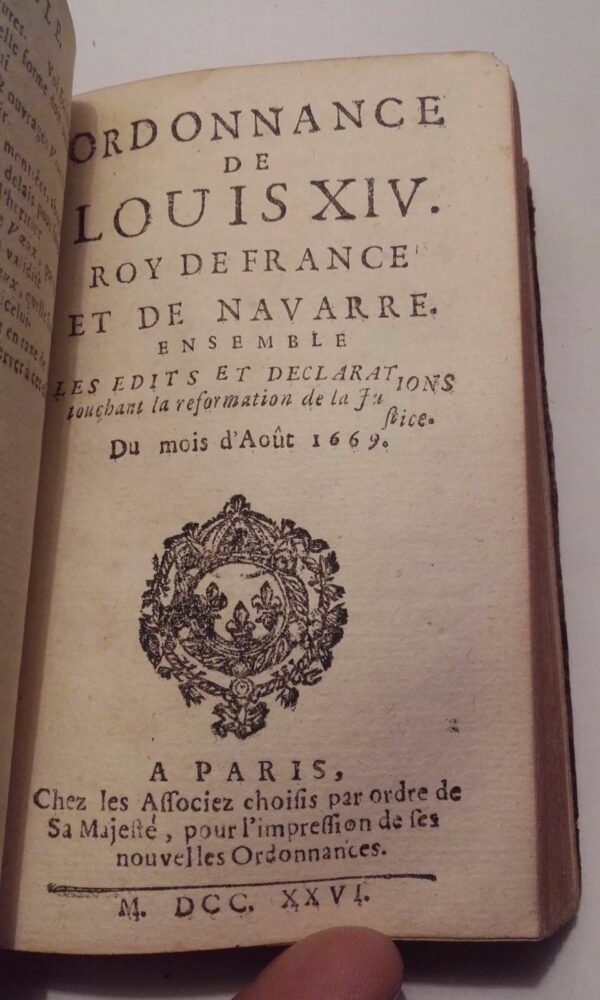 ORDONNANCE
DE
LOUIS XIV.
ROY DE FRANCE
ET DE NAVARRE.
ENSEMBLE
LES EDITS ET DECLARATIONS
touchant la reformation de la Ju
ſtice.
Du mois d'Août 1669.
A PARIS,
Chez les Aſſociez choiſis par ordre de
Sa Majeſté, pour l'impreſſion de ſes
nouvelles Ordonnances.
M. DCC. XXVI.